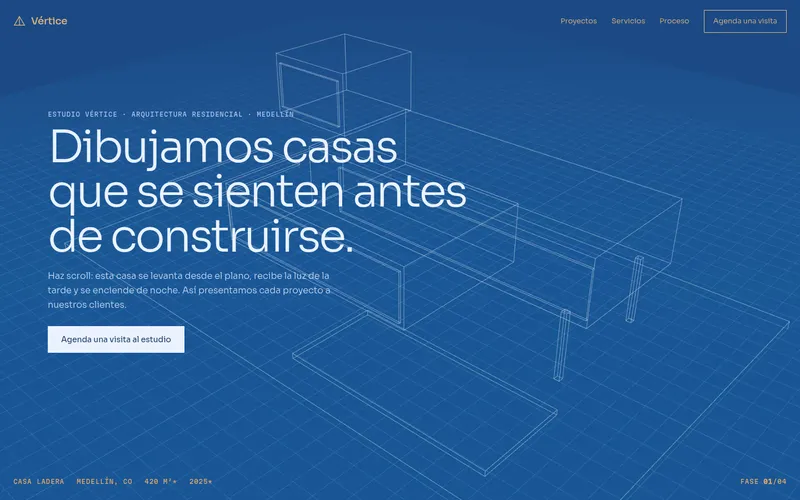 Vértice
Proyectos Servicios Proceso Agenda una visita
ESTUDIO VÉRTICE · ARQUITECTURA RESIDENCIAL · MEDELLÍN
Dibujamos casas
que se sienten antes
de construirse.
Haz scroll: esta casa se levanta desde el plano, recibe la luz de la
tarde y se enciende de noche. Así presentamos cada proyecto a
nuestros clientes.
Agenda una visita al estudio
CASA LADERA MEDELLÍN, CO 420 M²* 2025*
FASE 01/04